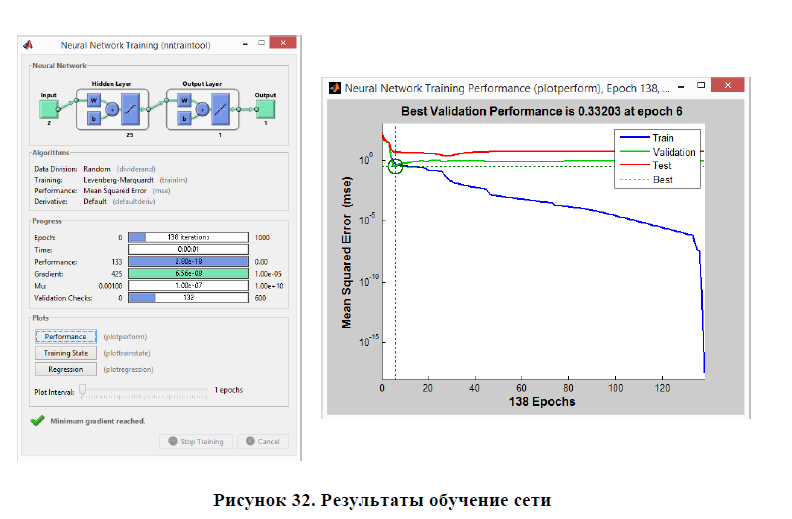 Neural Network Training (nntraintool)
Neural Network
Hidden Layer
Output Layer
Input
Output
W
b
+
W
b
+
2
25
1
1
Algorithms
Data Division: Random (dividerand)
Training: Levenberg-Marquardt (trainlm)
Performance: Mean Squared Error (mse)
Derivative: Default (defaultderiv)
Progress
Epoch: 0 138 iterations 1000
Time: 0:00:01
Performance: 133 0.00
Gradient: 425 6.56e-08 1.00e-05
Mu: 0.00100 1.00e-07 1.00e+10
Validation Checks: 0 132 600
Plots
Performance (plotperform)
Training State (plottrainstate)
Regression (plotregression)
Plot Interval: 1 epochs
Minimum gradient reached.
Stop Training
Cancel
Neural Network Training Performance (plotperform), Epoch 138, ...
Best Validation Performance is 0.33203 at epoch 6
Train
Validation
Test
Best
Mean Squared Error (mse)
10^0
10^-5
10^-10
10^-15
0 20 40 60 80 100 120
138 Epochs
Рисунок 32. Результаты обучение сети